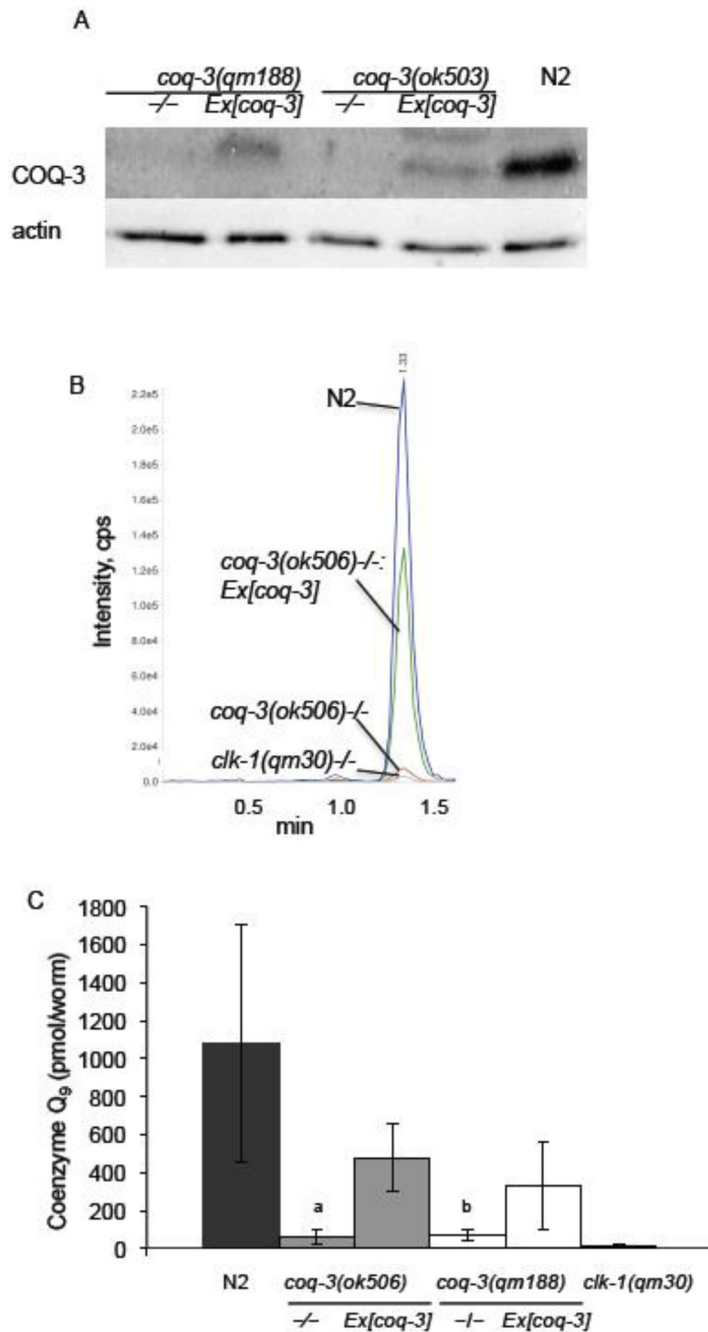 A
coq-3(qm188) coq-3(ok503) N2
-/- Ex[coq-3] -/- Ex[coq-3]
COQ-3
actin
B
1.33
N2
2.2e5
2.0e5
1.8e5
1.6e5
1.4e5
1.2e5
1.0e5
8.0e4
6.0e4
4.0e4
2.0e4
0.0
Intensity, cps
coq-3(ok506)-/-:
Ex[coq-3]
coq-3(ok506)-/-
clk-1(qm30)-/-
0.5 1.0 1.5
min
C
1800
1600
1400
1200
1000
800
600
400
200
0
Coenzyme Q₉ (pmol/worm)
a
b
N2 coq-3(ok506) coq-3(qm188) clk-1(qm30)
-/- Ex[coq-3] -/- Ex[coq-3]